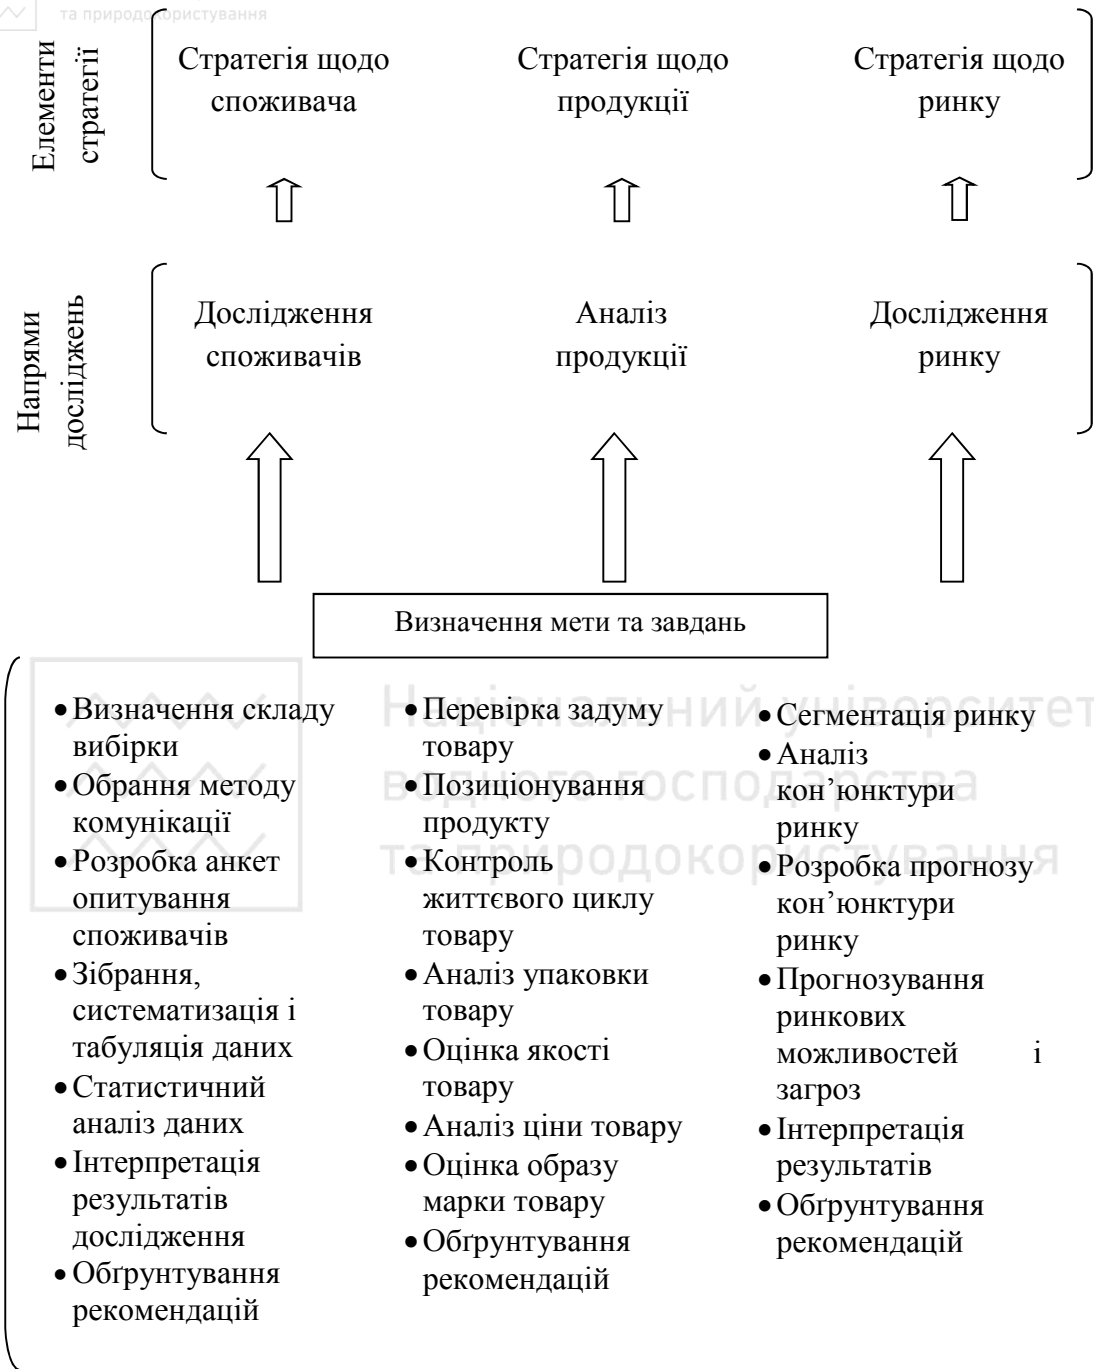 та природокористування
Елементи
стратегії
Стратегія щодо
споживача
Стратегія щодо
продукції
Стратегія щодо
ринку
Напрями
досліджень
Дослідження
споживачів
Аналіз
продукції
Дослідження
ринку
Визначення мети та завдань
Національний університет
водного господарства
та природокористування
• Визначення складу
вибірки
• Обрання методу
комунікації
• Розробка анкет
опитування
споживачів
• Зібрання,
систематизація і
табуляція даних
• Статистичний
аналіз даних
• Інтерпретація
результатів
дослідження
• Обґрунтування
рекомендацій
• Перевірка задуму
товару
• Позиціонування
продукту
• Контроль
життєвого циклу
товару
• Аналіз упаковки
товару
• Оцінка якості
товару
• Аналіз ціни товару
• Оцінка образу
марки товару
• Обґрунтування
рекомендацій
• Сегментація ринку
• Аналіз
кон’юнктури
ринку
• Розробка прогнозу
кон’юнктури
ринку
• Прогнозування
ринкових
можливостей і
загроз
• Інтерпретація
результатів
• Обґрунтування
рекомендацій